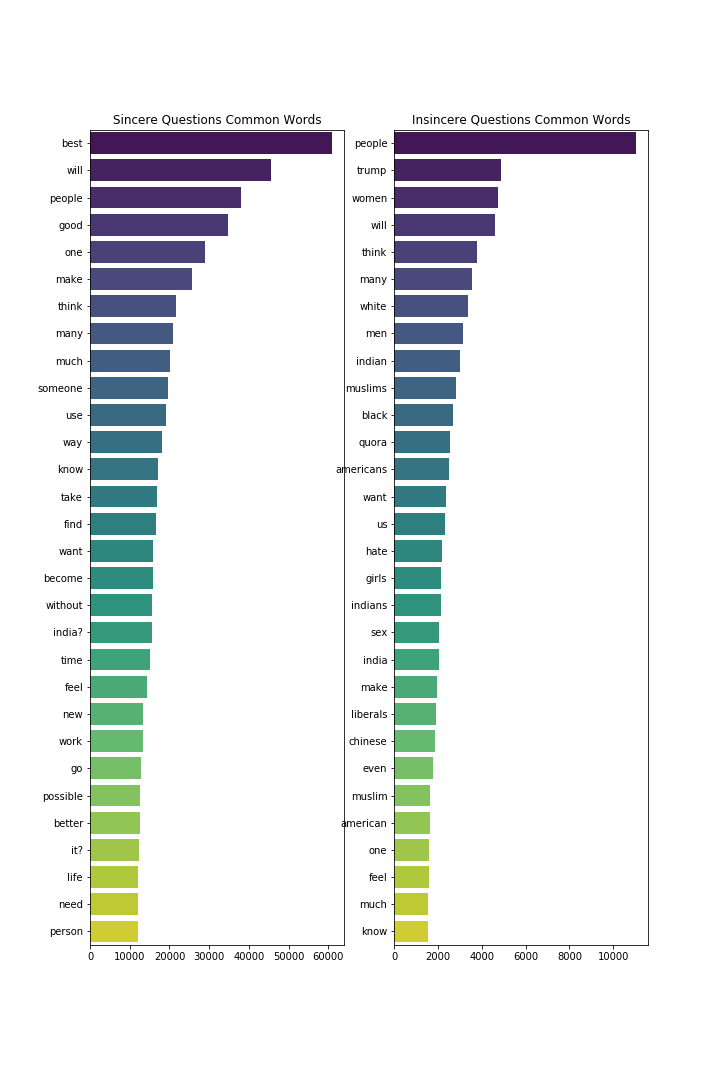 Sincere Questions Common Words
best
will
people
good
one
make
think
many
much
someone
use
way
know
take
find
want
become
without
india?
time
feel
new
work
go
possible
better
it?
life
need
person
0 10000 20000 30000 40000 50000 60000
Insincere Questions Common Words
people
trump
women
will
think
many
white
men
indian
muslims
black
quora
americans
want
us
hate
girls
indians
sex
india
make
liberals
chinese
even
muslim
american
one
feel
much
know
0 2000 4000 6000 8000 10000